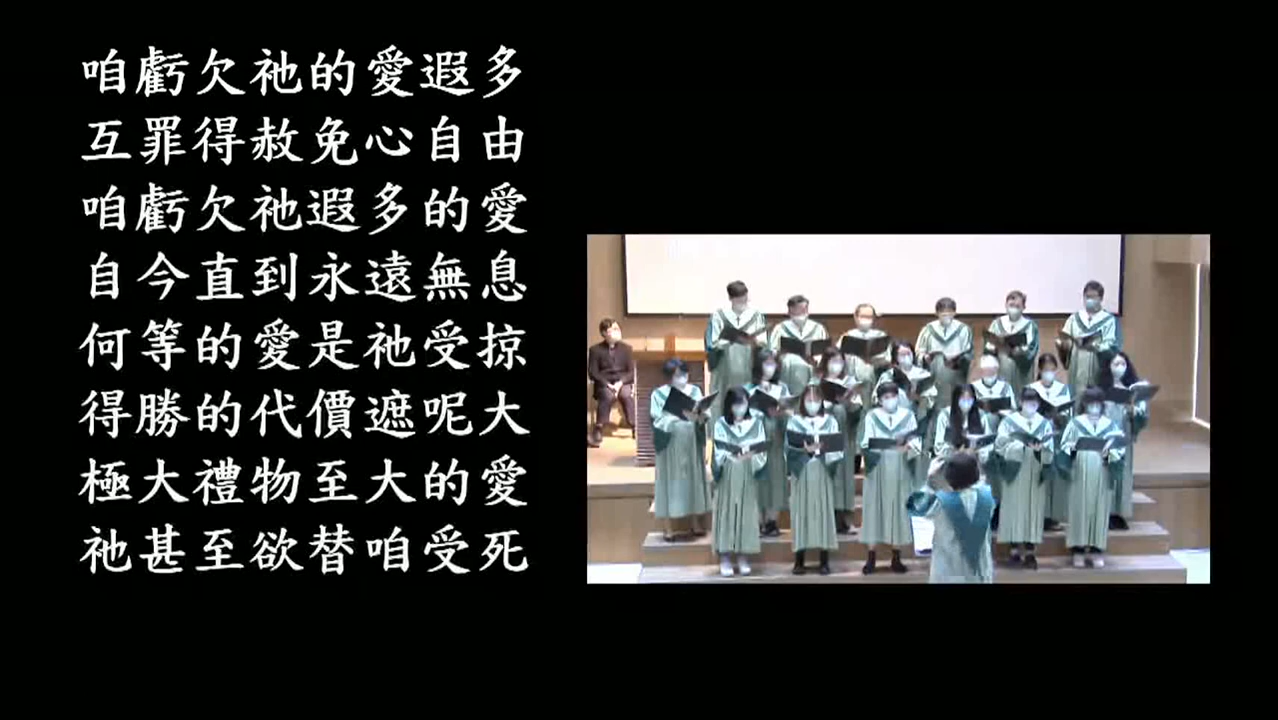 咱虧欠祂的愛遐多
互罪得赦免心自由
咱虧欠祂遐多的愛
自今直到永遠無息
何等的愛是祂受掠
得勝的代價遮呢大
極大禮物至大的愛
祂甚至欲替咱受死